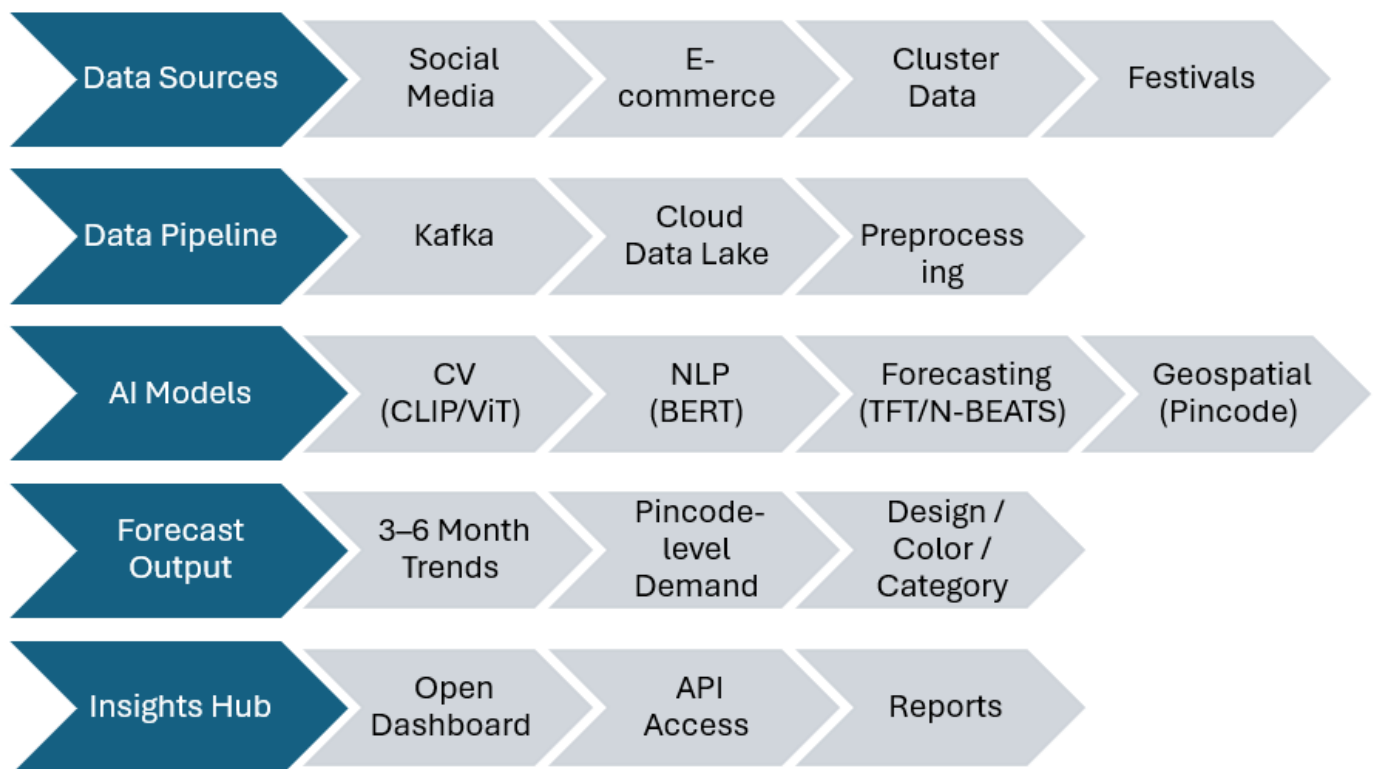 Data Sources
Social
Media
E-
commerce
Cluster
Data
Festivals
Data Pipeline
Kafka
Cloud
Data Lake
Preprocess
ing
AI Models
CV
(CLIP/ViT)
NLP
(BERT)
Forecasting
(TFT/N-BEATS)
Geospatial
(Pincode)
Forecast
Output
3–6 Month
Trends
Pincode-
level
Demand
Design /
Color /
Category
Insights Hub
Open
Dashboard
API
Access
Reports